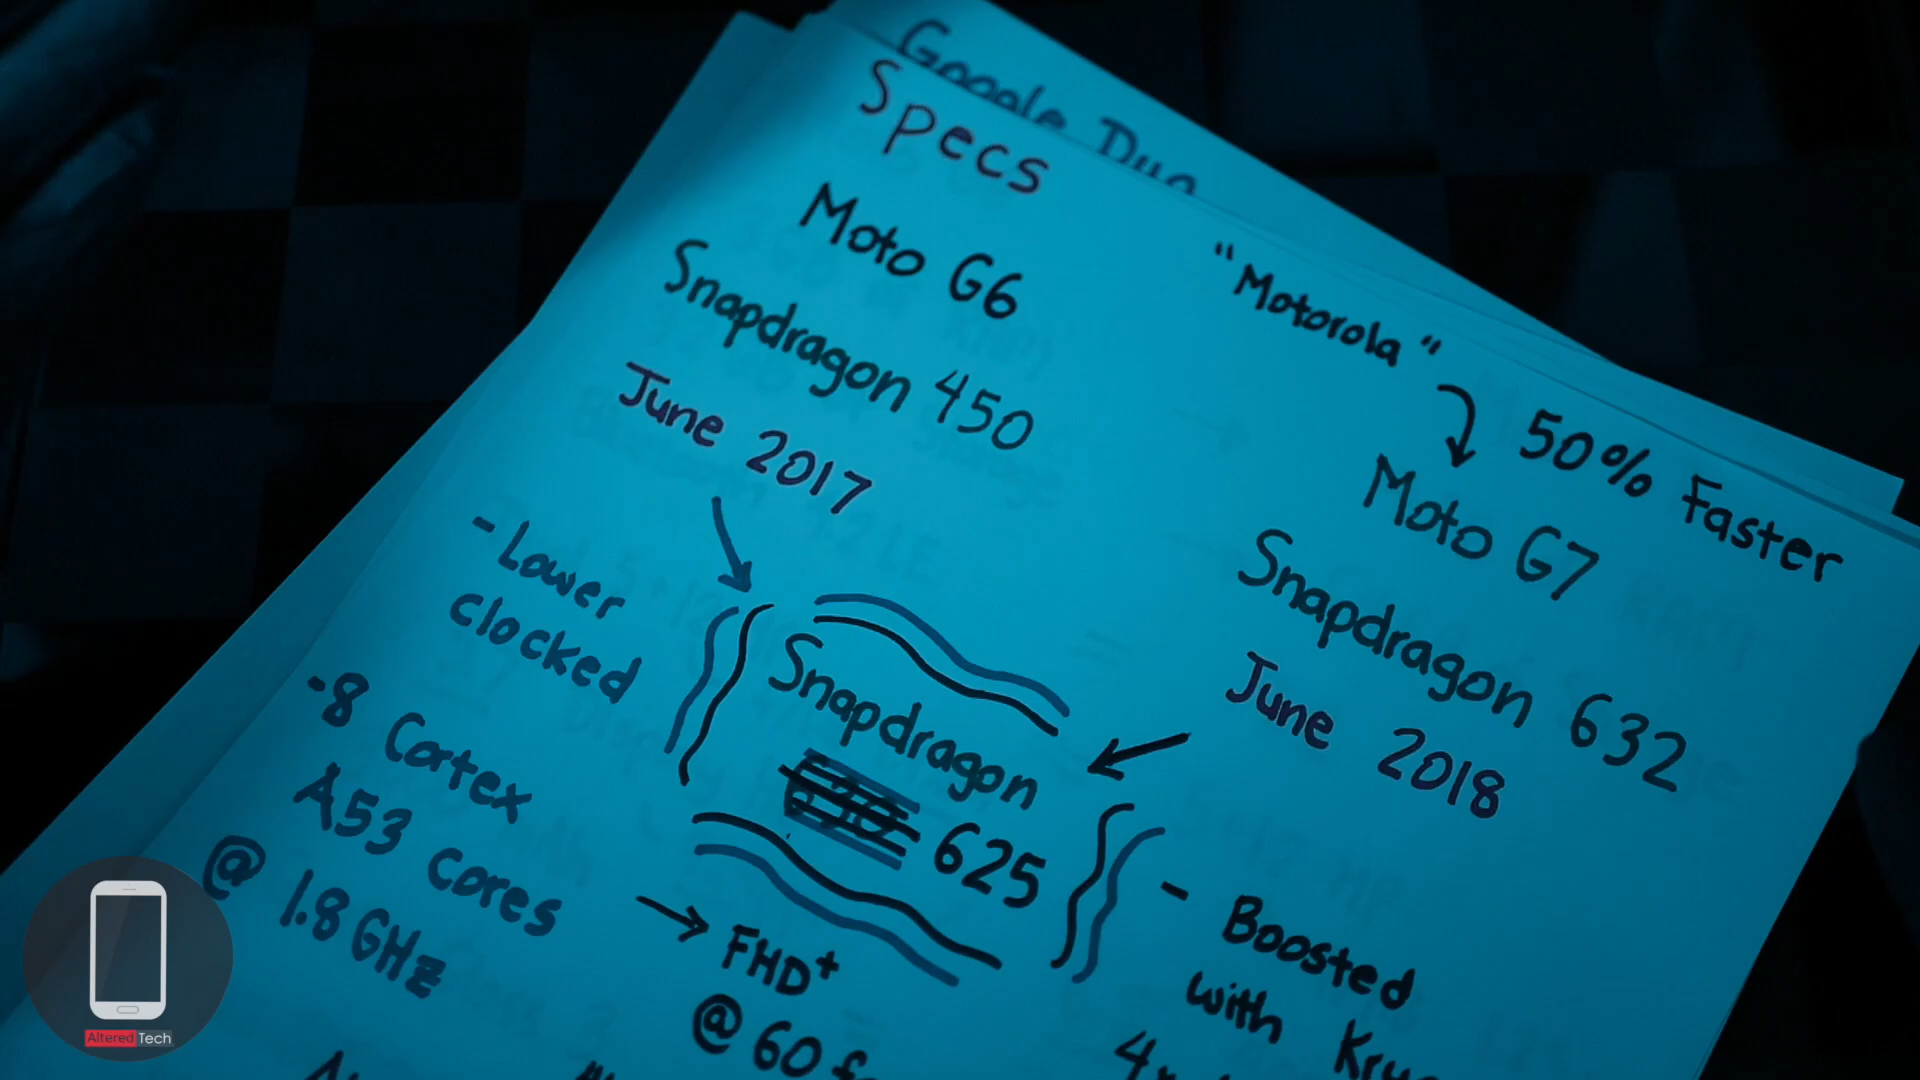 Google Duo
Specs
Moto G6
Snapdragon 450
June 2017
"Motorola"
50% Faster
Moto G7
Snapdragon 632
June 2018
- Lower
clocked
-8 Cortex
A53 cores
@ 1.8 GHz
Snapdragon
625
→ FHD+
@ 60
- Boosted
with
Altered Tech